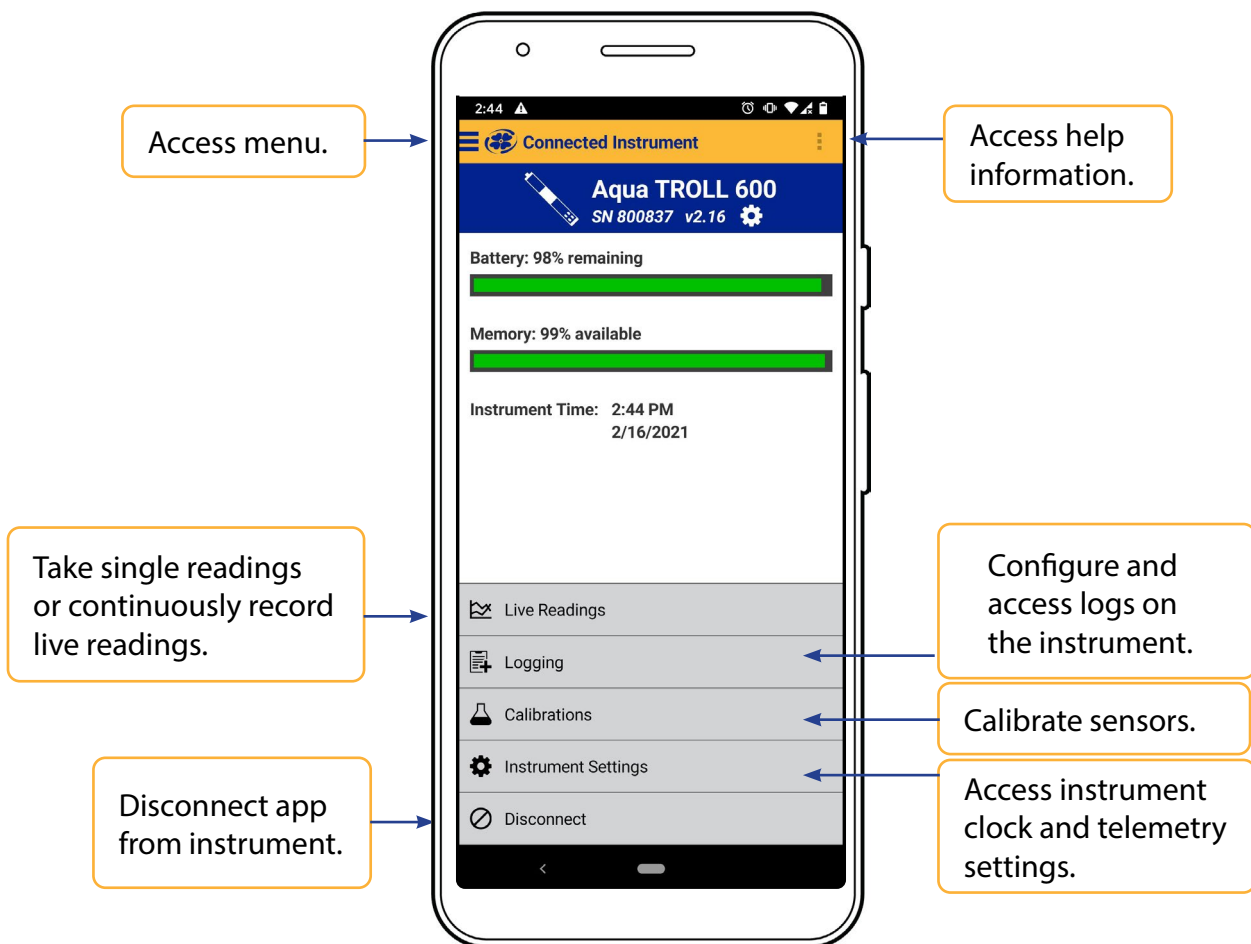 2:44
Access menu.
Connected Instrument
Access help
information.
Aqua TROLL 600
SN 800837 v2.16
Battery: 98% remaining
Memory: 99% available
Instrument Time: 2:44 PM
2/16/2021
Take single readings
or continuously record
live readings.
Live Readings
Configure and
access logs on
the instrument.
Logging
Calibrations
Calibrate sensors.
Instrument Settings
Access instrument
clock and telemetry
settings.
Disconnect app
from instrument.
Disconnect